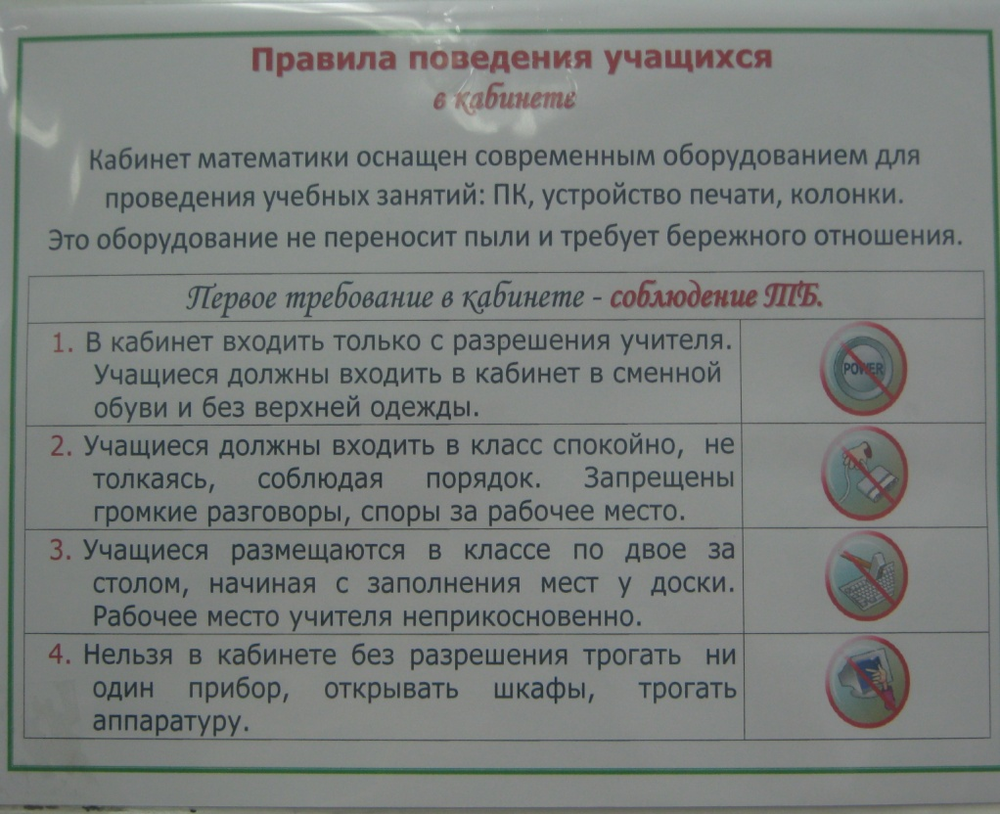 Правила поведения учащихся
в кабинете
Кабинет математики оснащен современным оборудованием для
проведения учебных занятий: ПК, устройство печати, колонки.
Это оборудование не переносит пыли и требует бережного отношения.
Первое требование в кабинете - соблюдение ТБ.
1. В кабинет входить только с разрешения учителя.
Учащиеся должны входить в кабинет в сменной
обуви и без верхней одежды.
POWER
2. Учащиеся должны входить в класс спокойно, не
толкаясь, соблюдая порядок. Запрещены
громкие разговоры, споры за рабочее место.
3. Учащиеся размещаются в классе по двое за
столом, начиная с заполнения мест у доски.
Рабочее место учителя неприкосновенно.
4. Нельзя в кабинете без разрешения трогать ни
один прибор, открывать шкафы, трогать
аппаратуру.